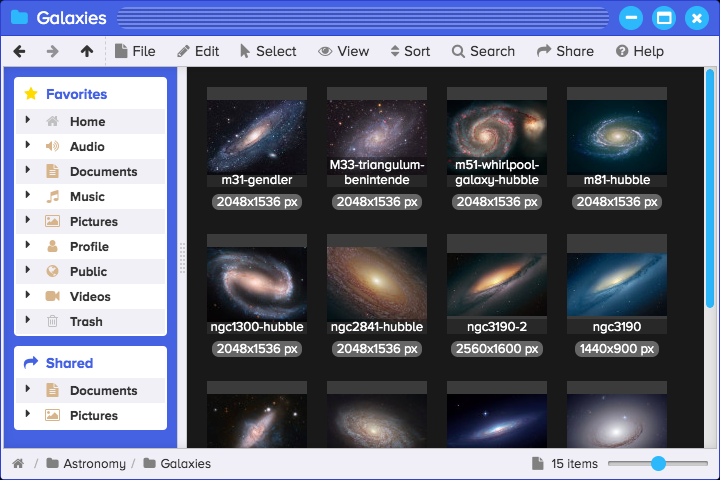 Galaxies
File Edit Select View Sort Search Share Help
Favorites
Home
Audio
Documents
Music
Pictures
Profile
Public
Videos
Trash
Shared
Documents
Pictures
m31-gendler
2048x1536 px
M33-triangulum-
benintende
2048x1536 px
m51-whirlpool-
galaxy-hubble
2048x1536 px
m81-hubble
2048x1536 px
ngc1300-hubble
2048x1536 px
ngc2841-hubble
2048x1536 px
ngc3190-2
2560x1600 px
ngc3190
1440x900 px
/ Astronomy / Galaxies
15 items